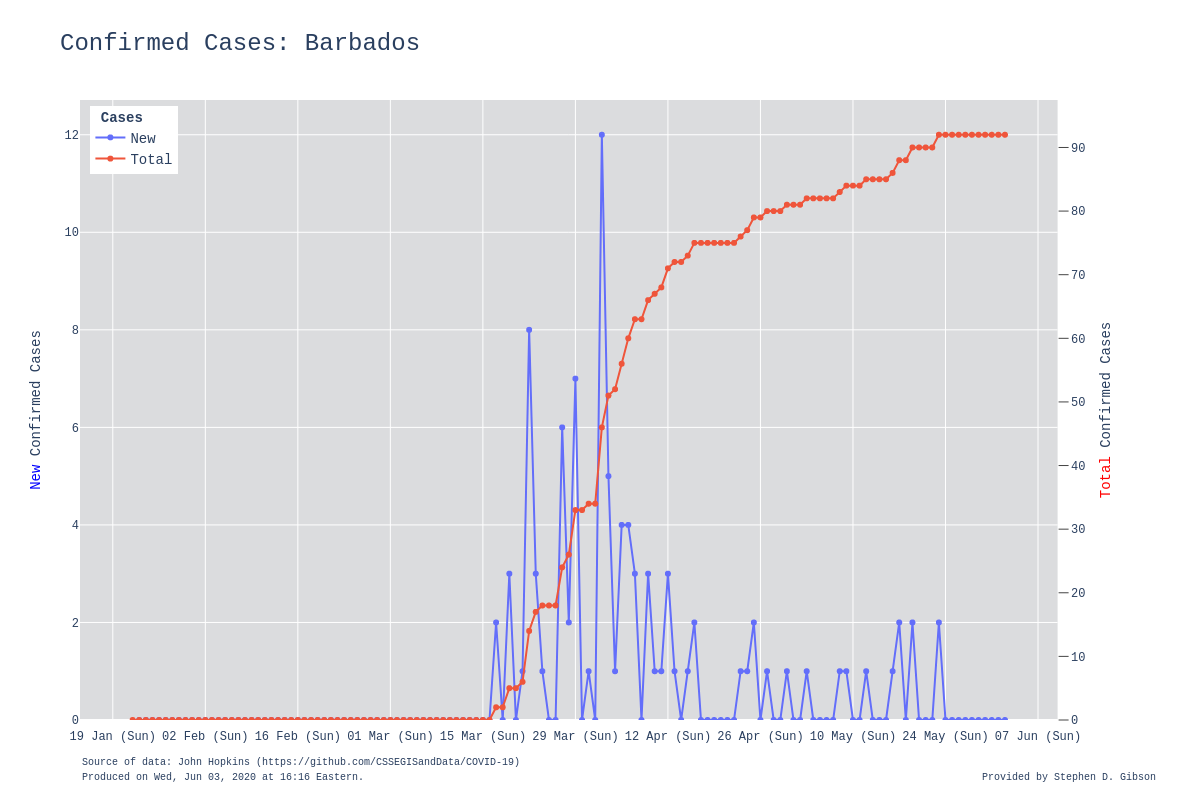 Confirmed Cases: Barbados
Cases
New
Total
12
10
8
6
4
2
0
90
80
70
60
50
40
30
20
10
0
New Confirmed Cases
Total Confirmed Cases
19 Jan (Sun) 02 Feb (Sun) 16 Feb (Sun) 01 Mar (Sun) 15 Mar (Sun) 29 Mar (Sun) 12 Apr (Sun) 26 Apr (Sun) 10 May (Sun) 24 May (Sun) 07 Jun (Sun)
Source of data: John Hopkins (https://github.com/CSSEGISandData/COVID-19)
Produced on Wed, Jun 03, 2020 at 16:16 Eastern.
Provided by Stephen D. Gibson